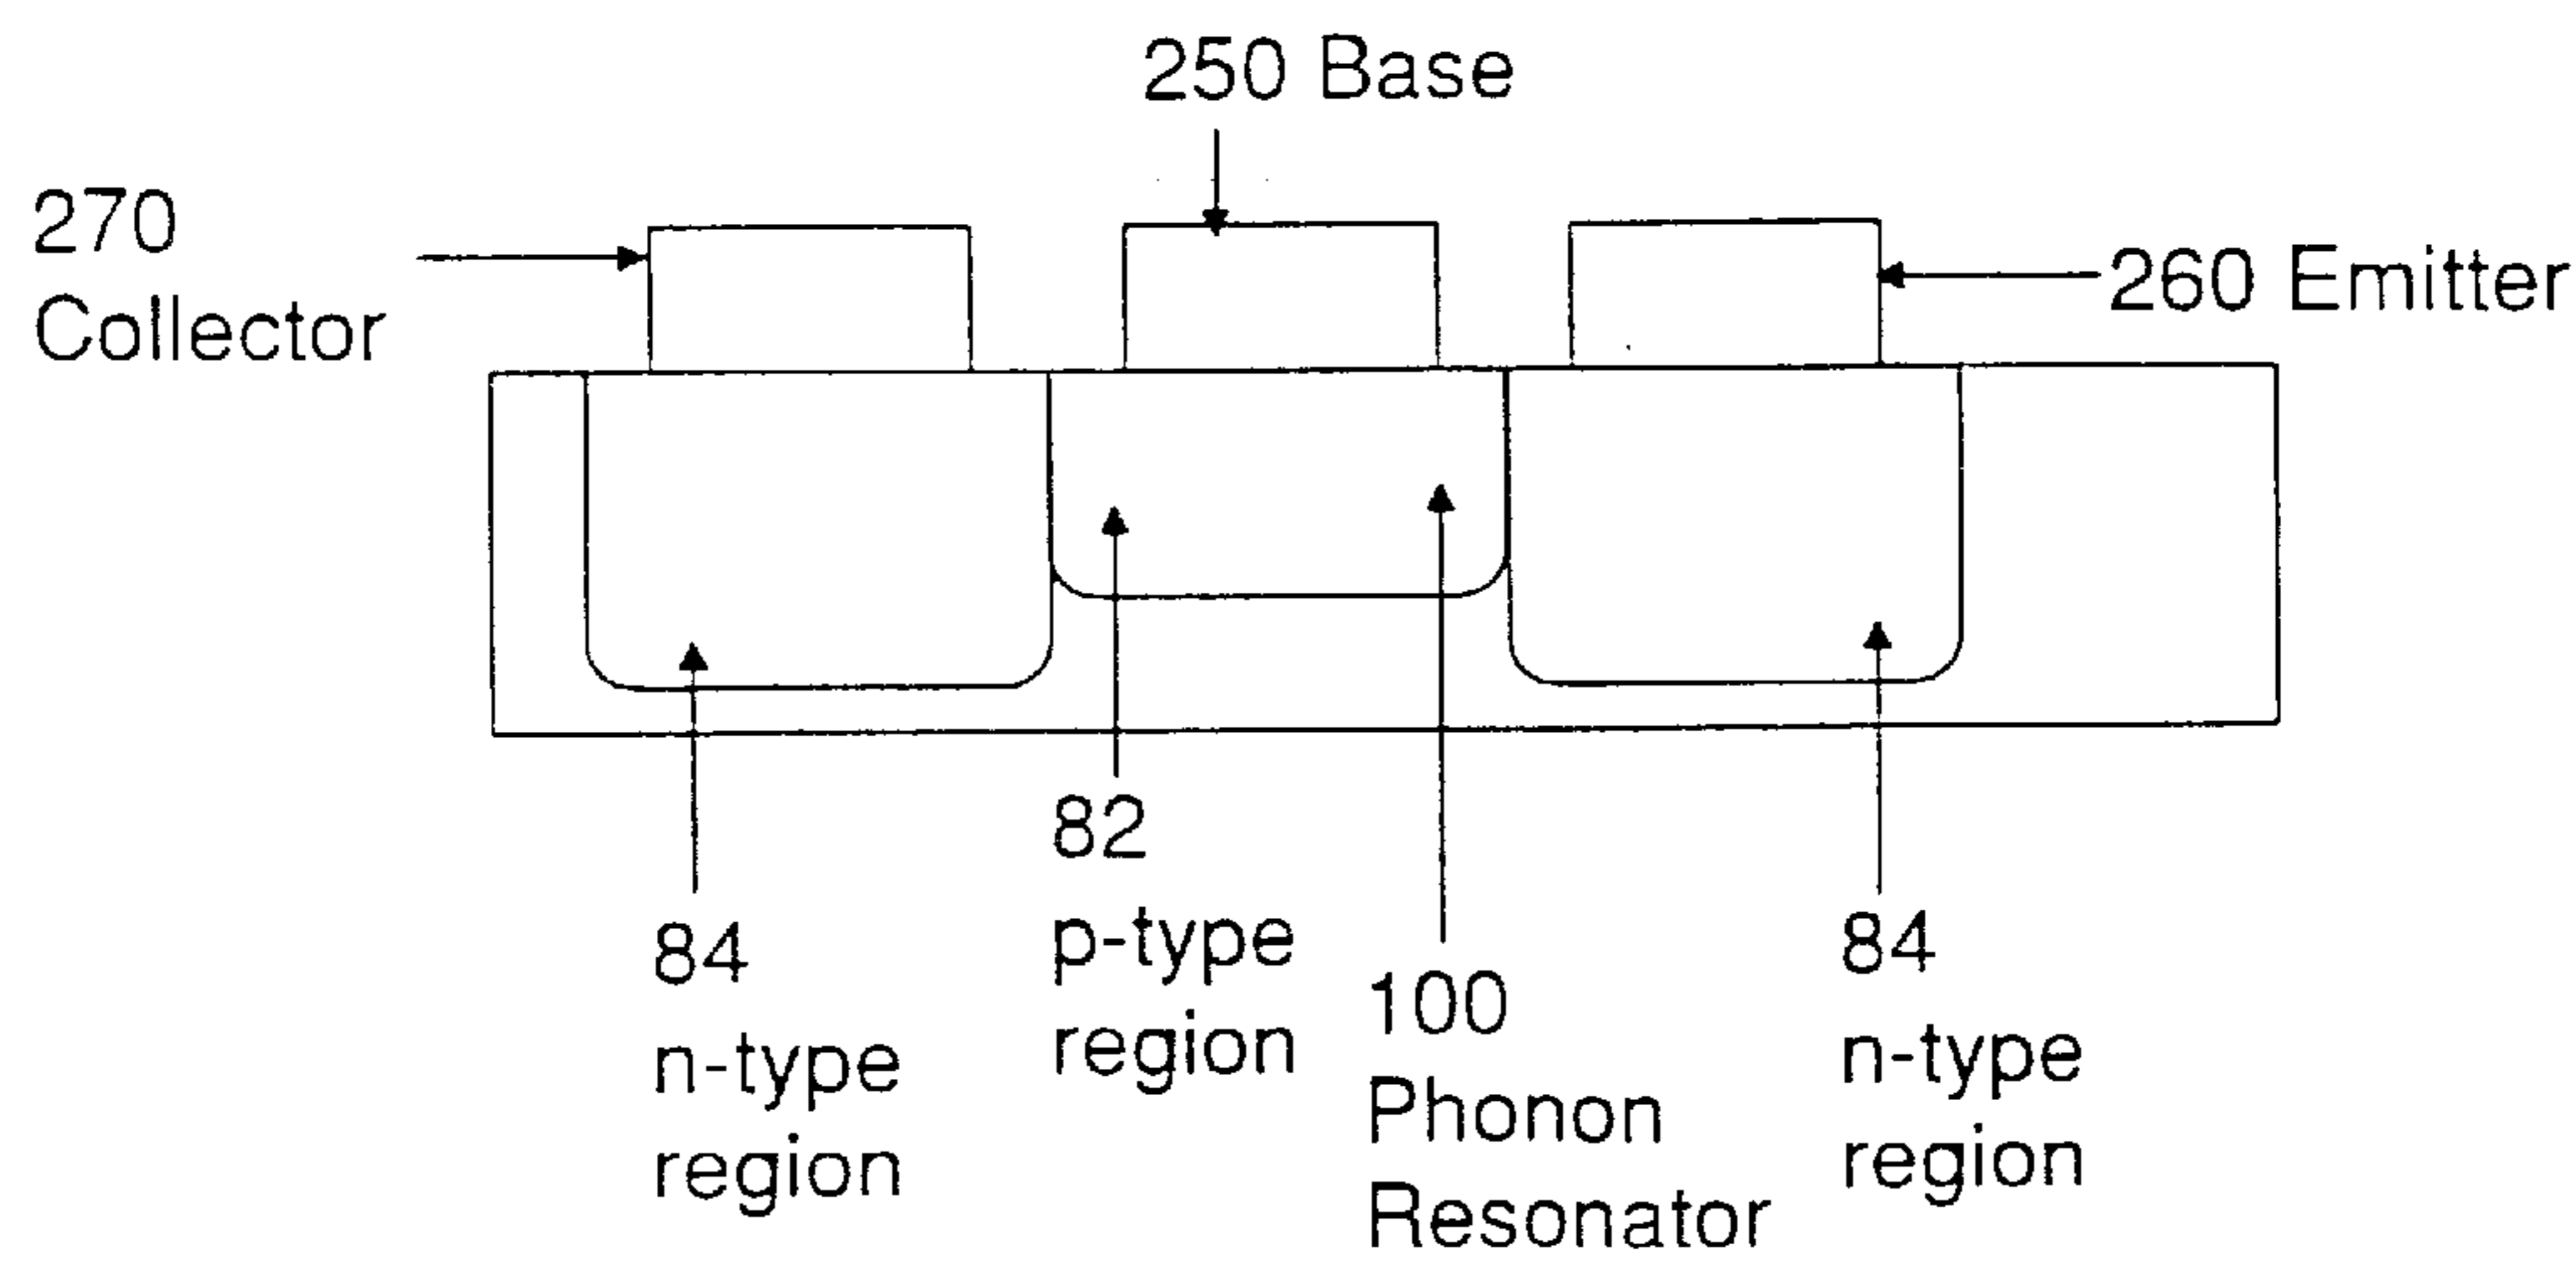 250 Base
270
Collector
260 Emitter
82
p-type
region
84
n-type
region
100
Phonon
Resonator
84
n-type
region